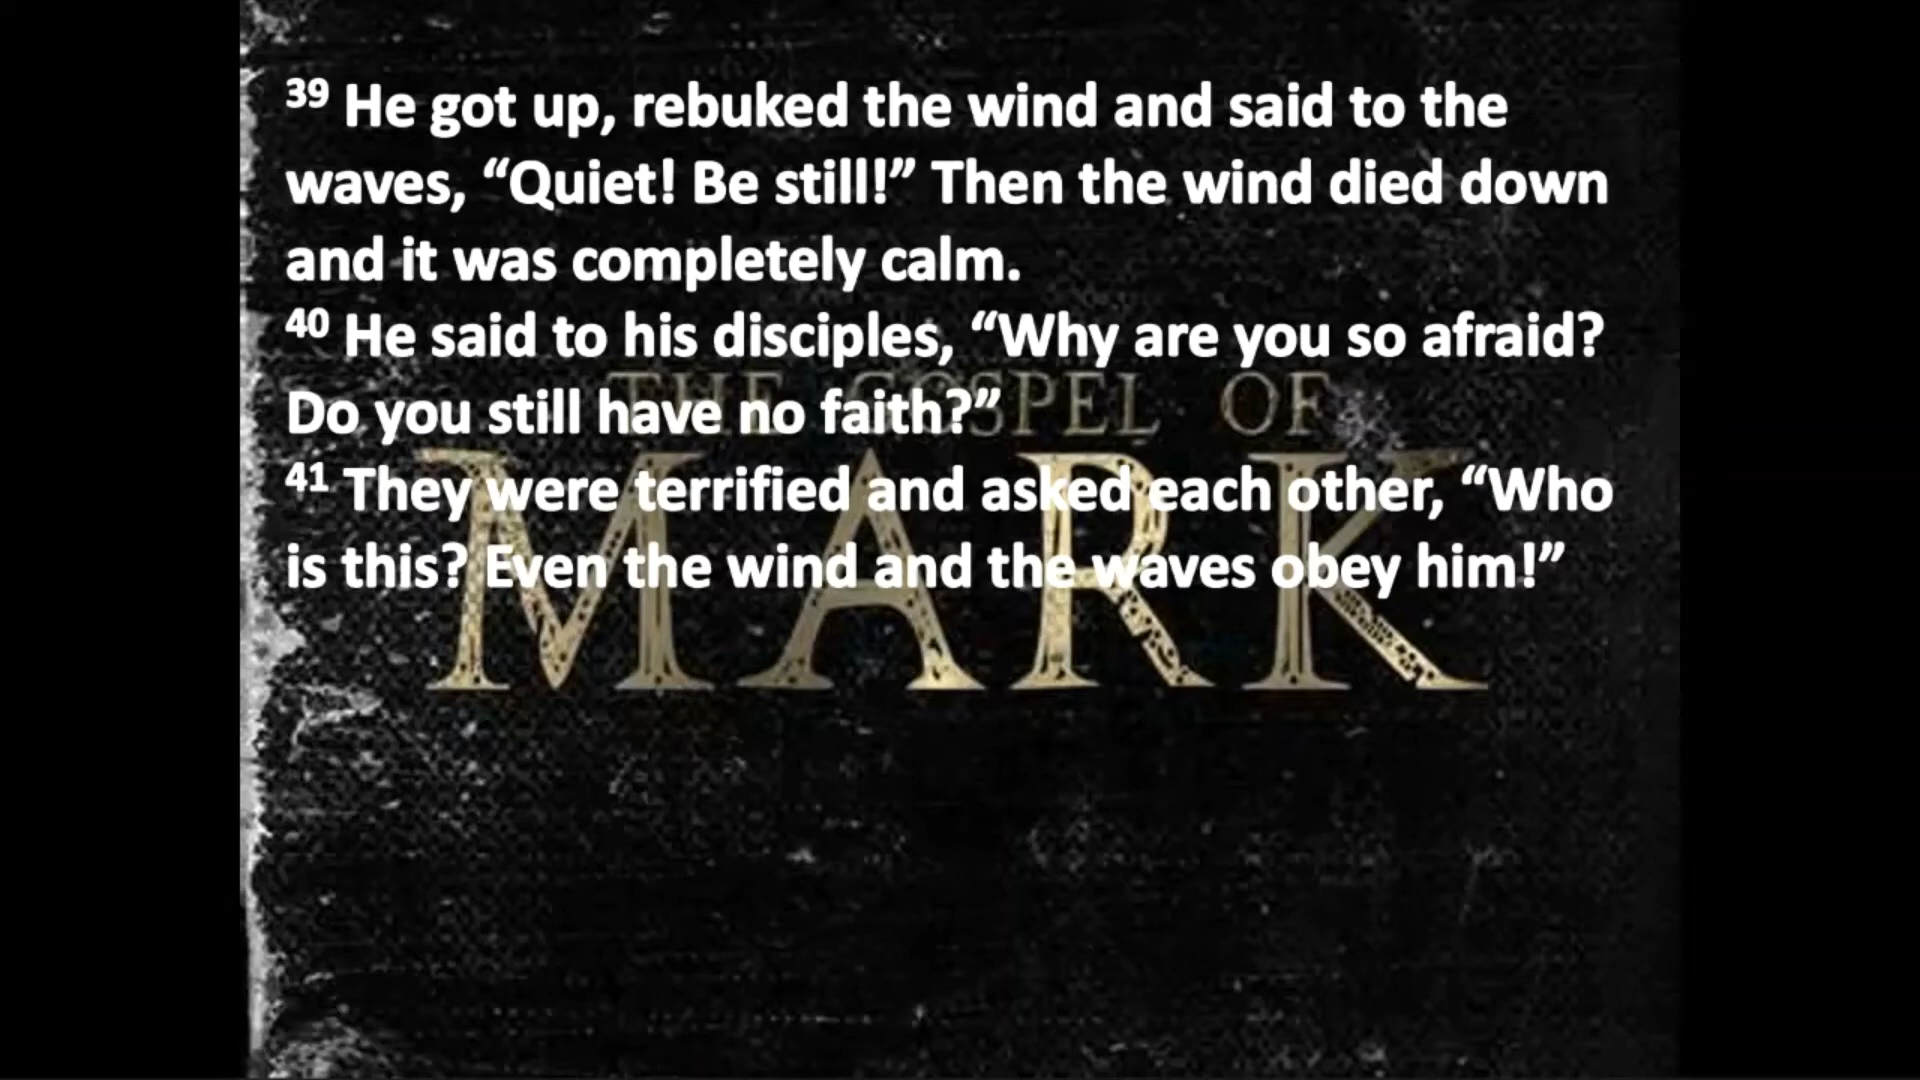 39 He got up, rebuked the wind and said to the
waves, “Quiet! Be still!” Then the wind died down
and it was completely calm.
40 He said to his disciples, “Why are you so afraid?
Do you still have no faith?”
41 They were terrified and asked each other, “Who
is this? Even the wind and the waves obey him!”
THE GOSPEL OF
MARK